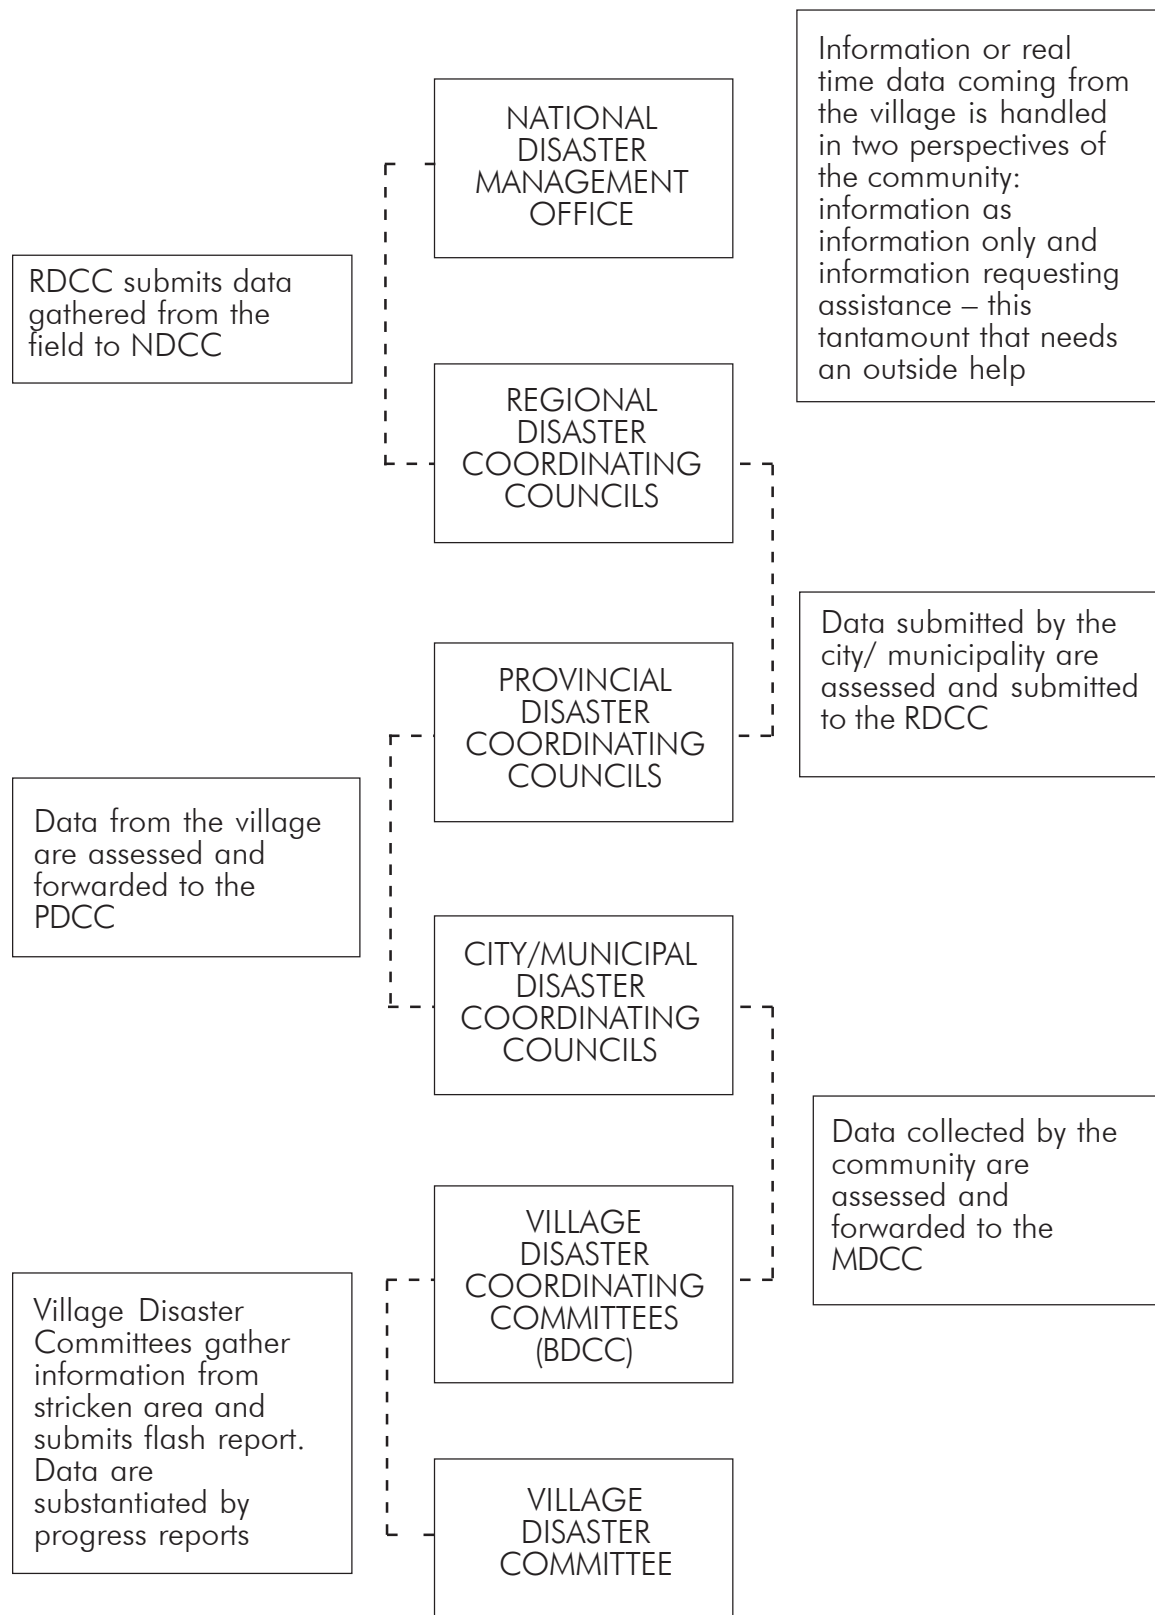 Information or real
time data coming from
the village is handled
in two perspectives of
the community:
information as
information only and
information requesting
assistance – this
tantamount that needs
an outside help
NATIONAL
DISASTER
MANAGEMENT
OFFICE
RDCC submits data
gathered from the
field to NDCC
REGIONAL
DISASTER
COORDINATING
COUNCILS
Data submitted by the
city/ municipality are
assessed and submitted
to the RDCC
PROVINCIAL
DISASTER
COORDINATING
COUNCILS
Data from the village
are assessed and
forwarded to the
PDCC
CITY/MUNICIPAL
DISASTER
COORDINATING
COUNCILS
Data collected by the
community are
assessed and
forwarded to the
MDCC
VILLAGE
DISASTER
COORDINATING
COMMITTEES
(BDCC)
Village Disaster
Committees gather
information from
stricken area and
submits flash report.
Data are
substantiated by
progress reports
VILLAGE
DISASTER
COMMITTEE